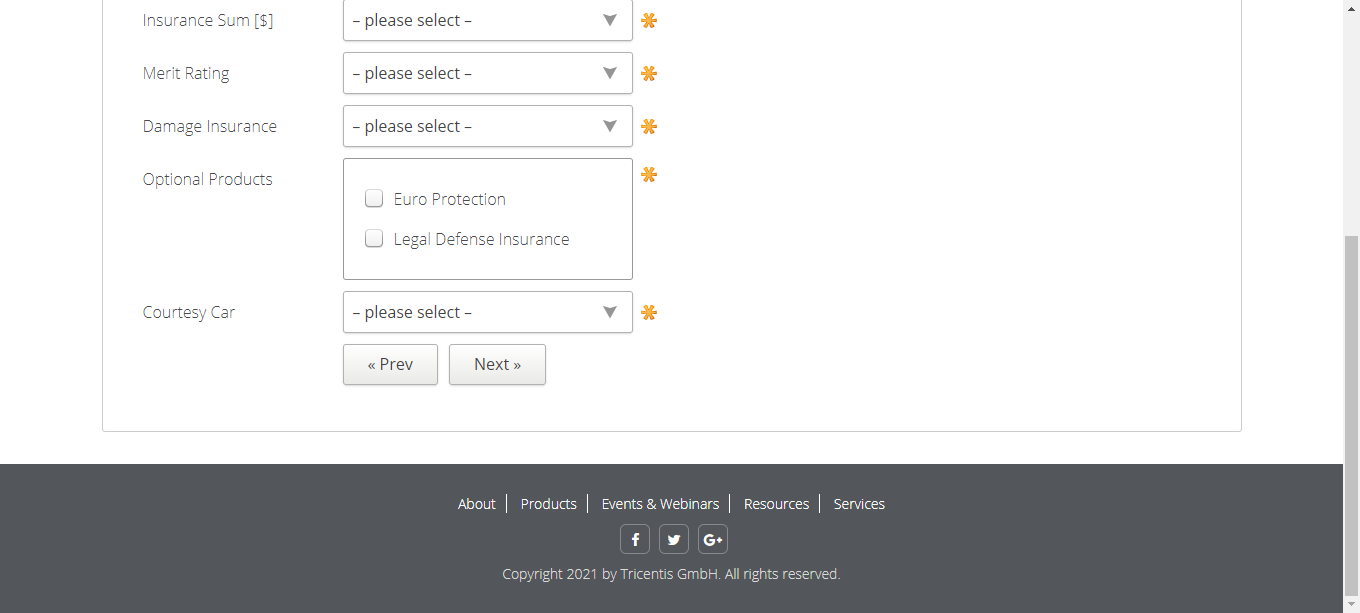 Insurance Sum [$] – please select –
Merit Rating – please select –
Damage Insurance – please select –
Optional Products
Euro Protection
Legal Defense Insurance
Courtesy Car – please select –
« Prev Next »
About Products Events & Webinars Resources Services
Copyright 2021 by Tricentis GmbH. All rights reserved.